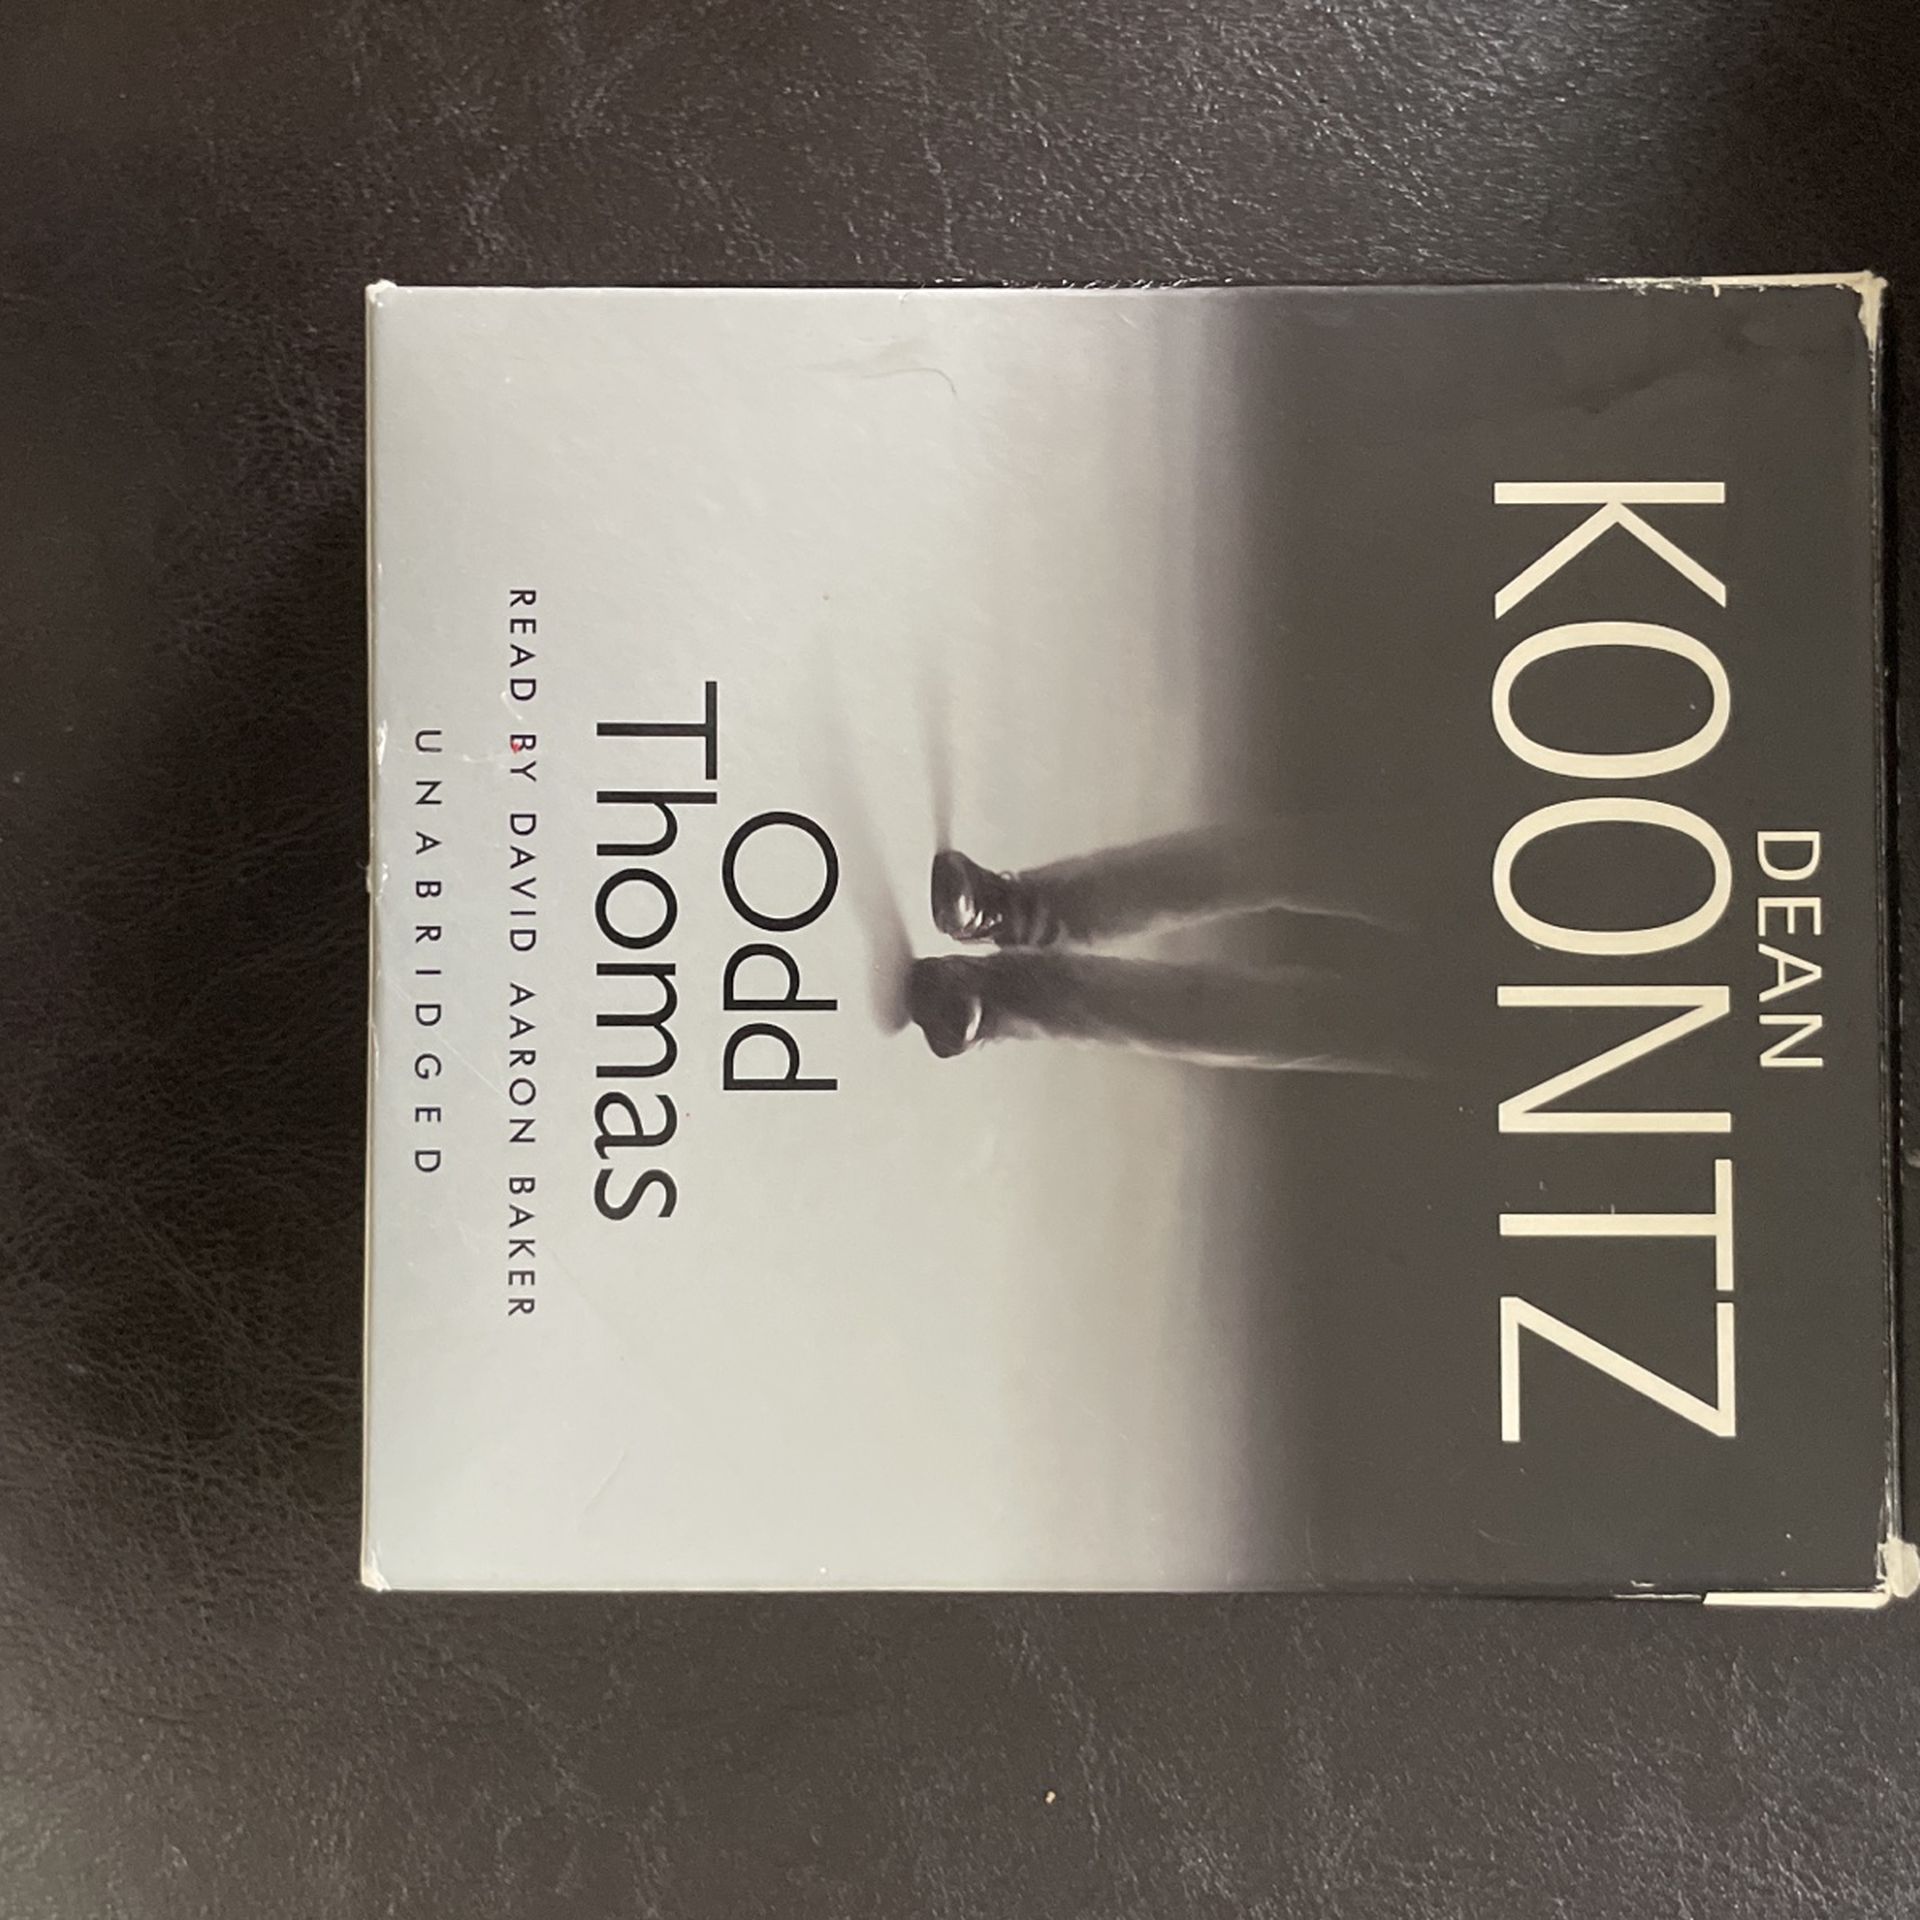 DEAN
KOONTZ
Odd
Thomas
READ BY DAVID AARON BAKER
UNABRIDGED